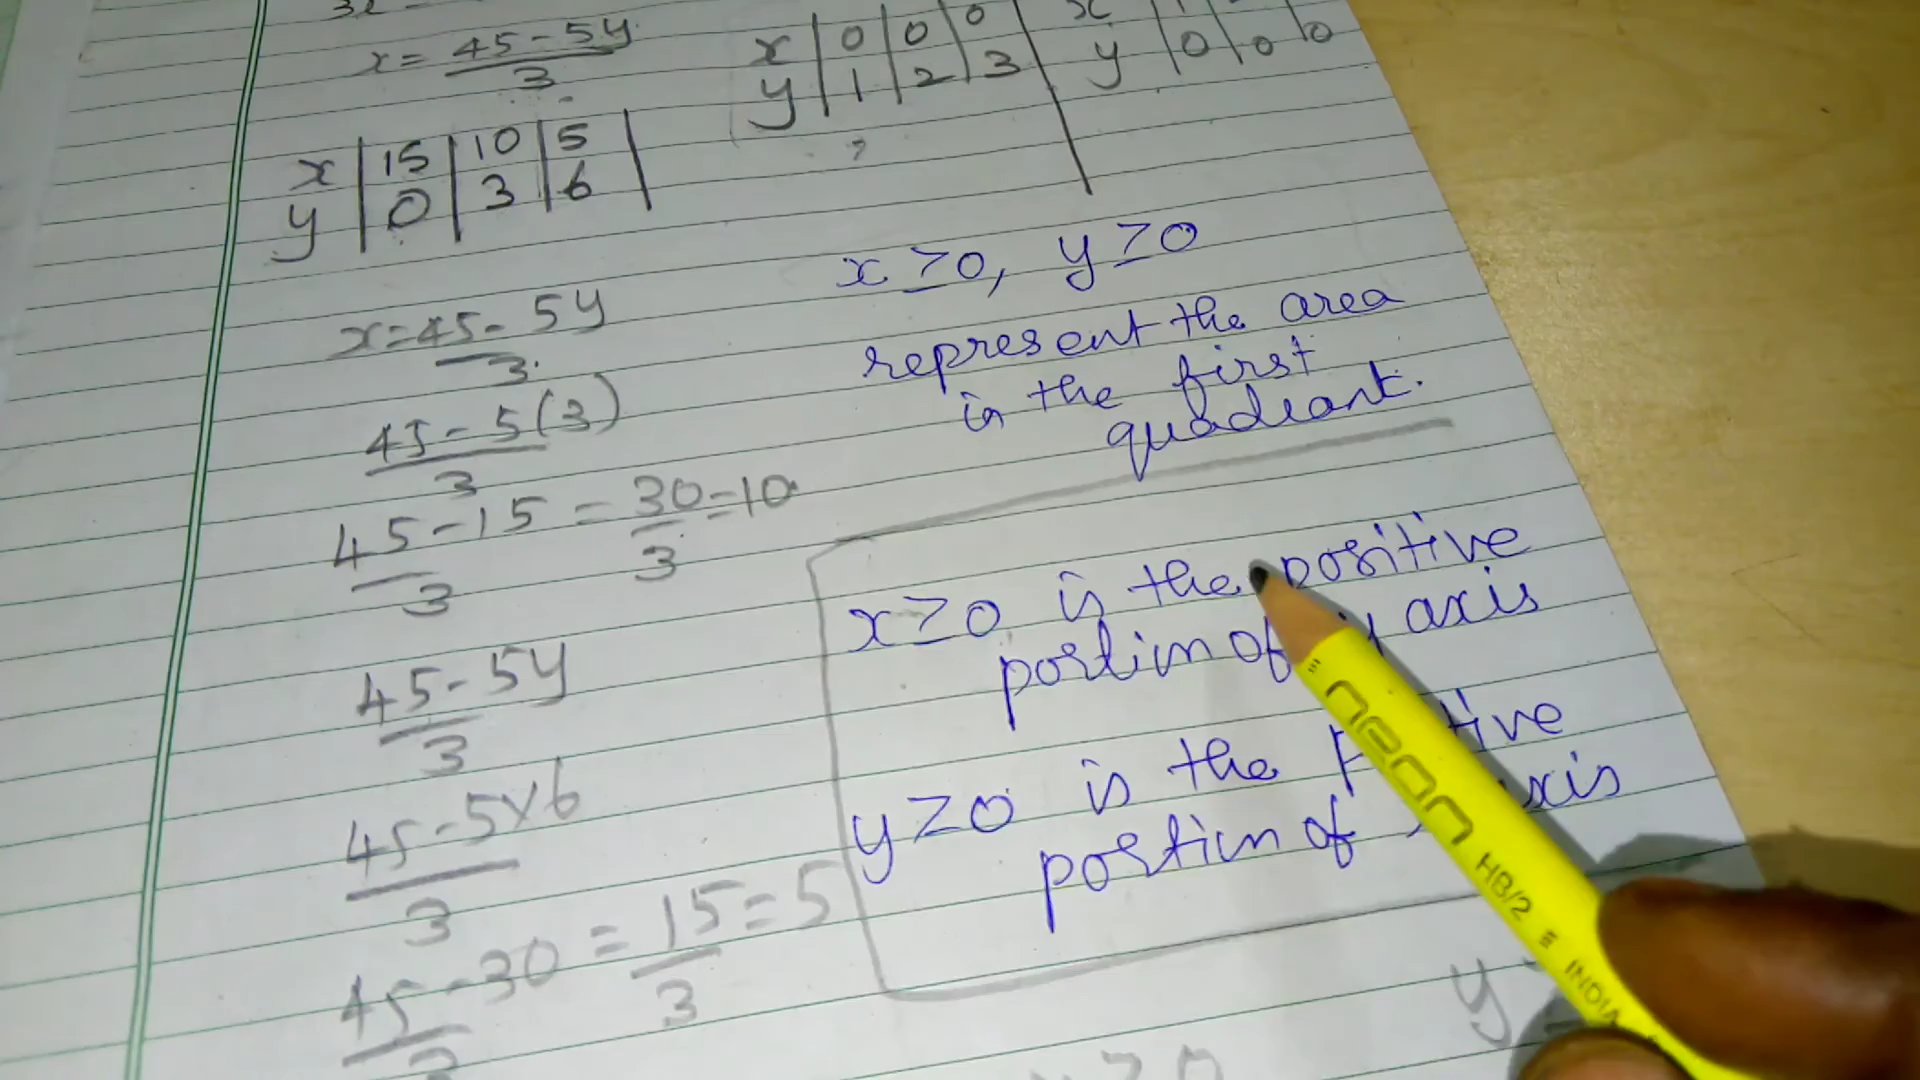 x = 45 - 5y
3
x | 15 | 10 | 5
y | 0 | 3 | 6
x = 45 - 5y
3
45 - 5(3)
3
45 - 15 = 30 = 10
3 3
45 - 5y
3
45 - 5x6
3
45 - 30 = 15 = 5
3
x | 0 | 0 | 0
y | 1 | 2 | 3
x
y | 0 | 0 | 0
x ≥ 0, y ≥ 0
represent the area
in the first
quadrant.
x ≥ 0 is the positive
portion of y axis
y ≥ 0 is the
portion of
y
≥ 0
neon HB/2 INDIA